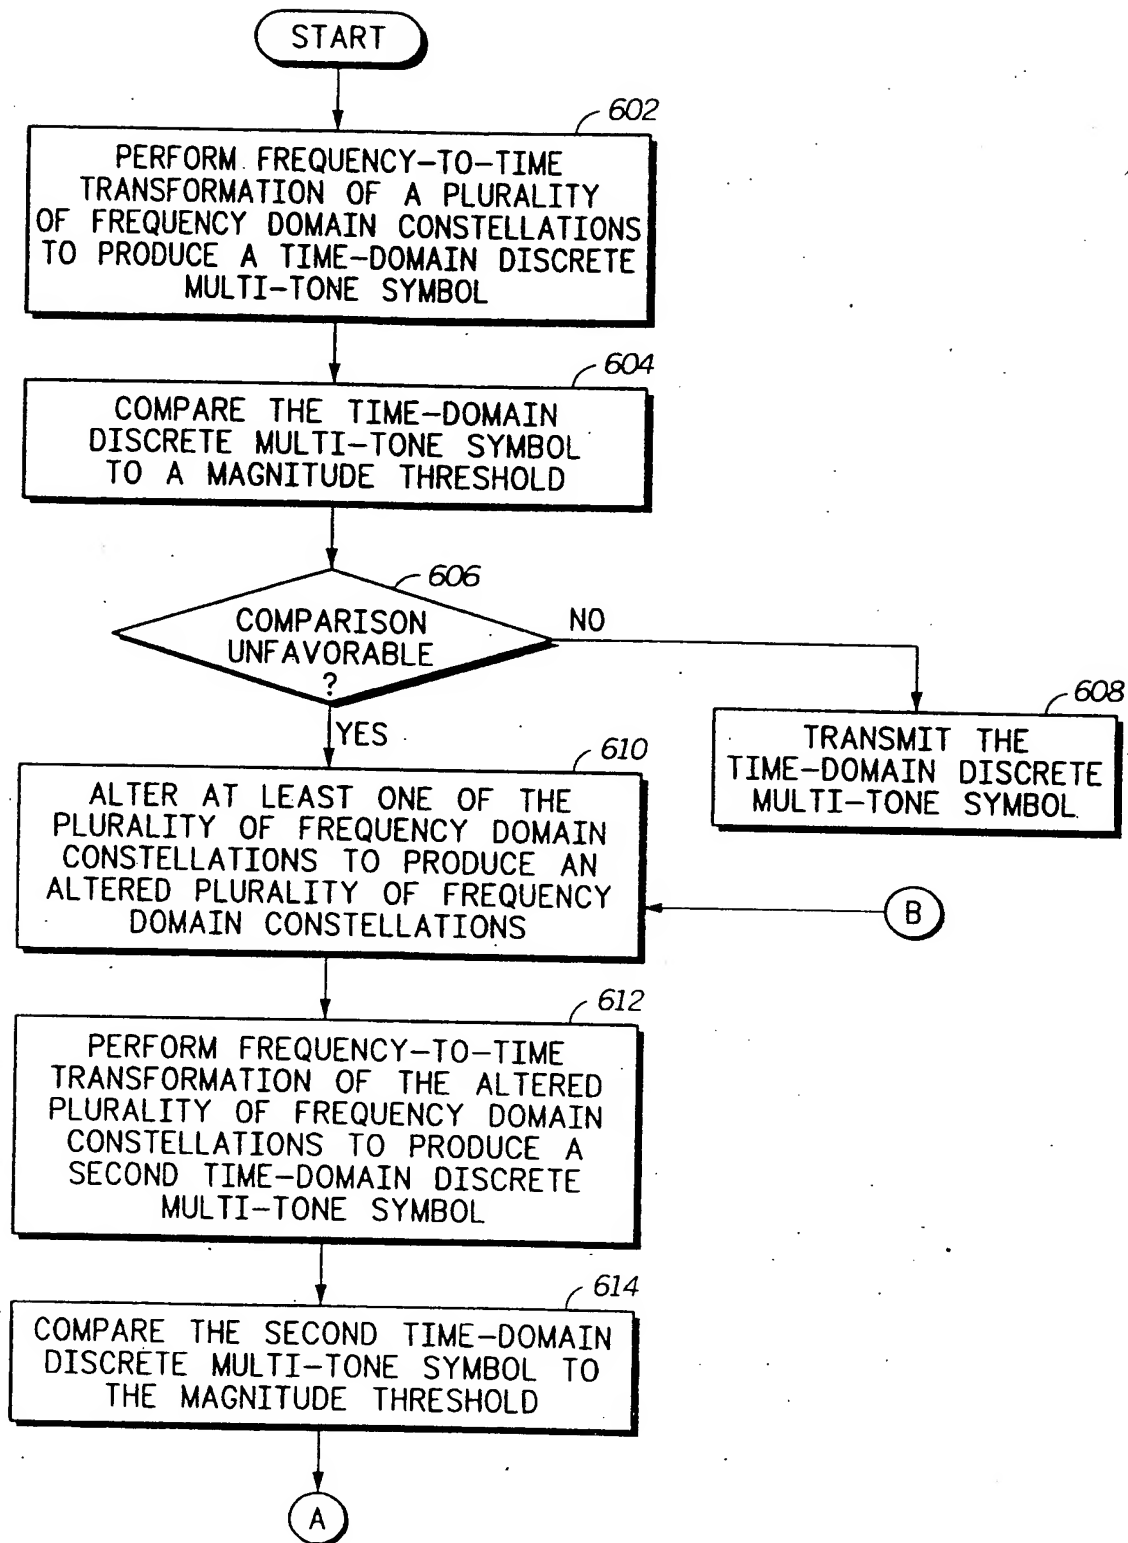 START
602
PERFORM FREQUENCY-TO-TIME
TRANSFORMATION OF A PLURALITY
OF FREQUENCY DOMAIN CONSTELLATIONS
TO PRODUCE A TIME-DOMAIN DISCRETE
MULTI-TONE SYMBOL
604
COMPARE THE TIME-DOMAIN
DISCRETE MULTI-TONE SYMBOL
TO A MAGNITUDE THRESHOLD
606
COMPARISON
UNFAVORABLE
?
NO
YES
608
TRANSMIT THE
TIME-DOMAIN DISCRETE
MULTI-TONE SYMBOL
610
ALTER AT LEAST ONE OF THE
PLURALITY OF FREQUENCY DOMAIN
CONSTELLATIONS TO PRODUCE AN
ALTERED PLURALITY OF FREQUENCY
DOMAIN CONSTELLATIONS
B
612
PERFORM FREQUENCY-TO-TIME
TRANSFORMATION OF THE ALTERED
PLURALITY OF FREQUENCY DOMAIN
CONSTELLATIONS TO PRODUCE A
SECOND TIME-DOMAIN DISCRETE
MULTI-TONE SYMBOL
614
COMPARE THE SECOND TIME-DOMAIN
DISCRETE MULTI-TONE SYMBOL TO
THE MAGNITUDE THRESHOLD
A